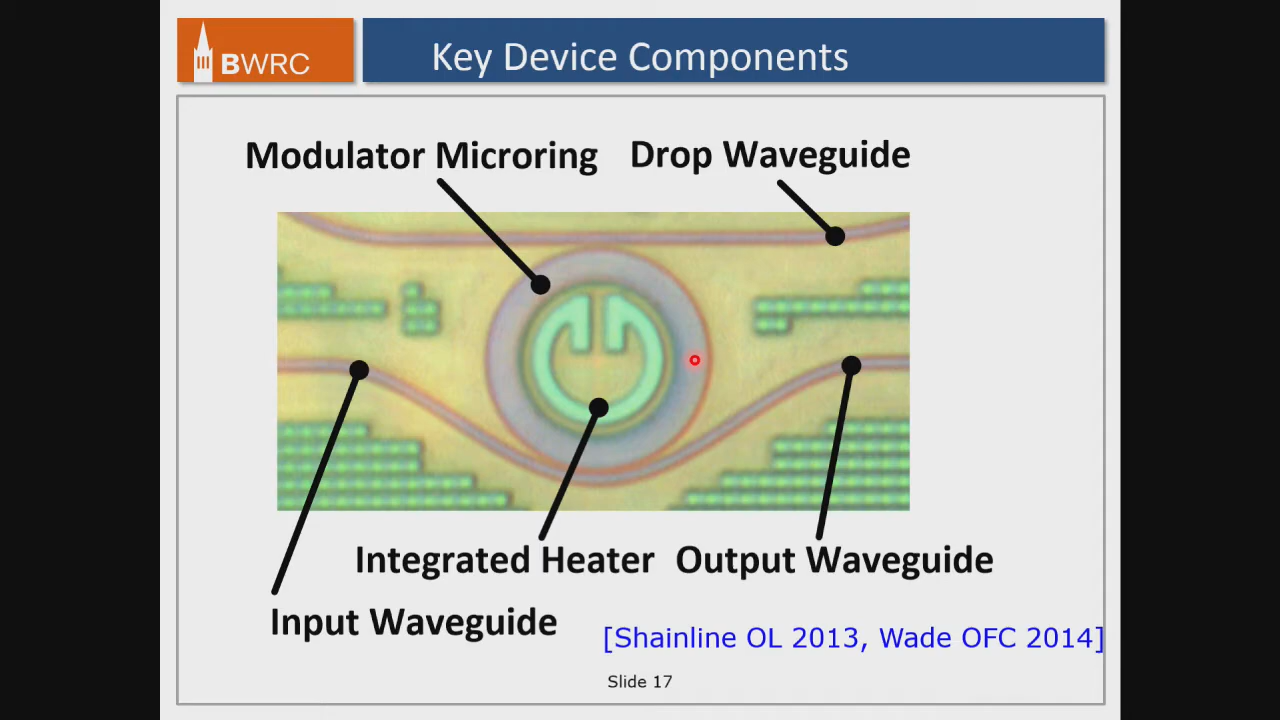 BWRC
Key Device Components
Modulator Microring
Drop Waveguide
Integrated Heater
Output Waveguide
Input Waveguide
[Shainline OL 2013, Wade OFC 2014]
Slide 17